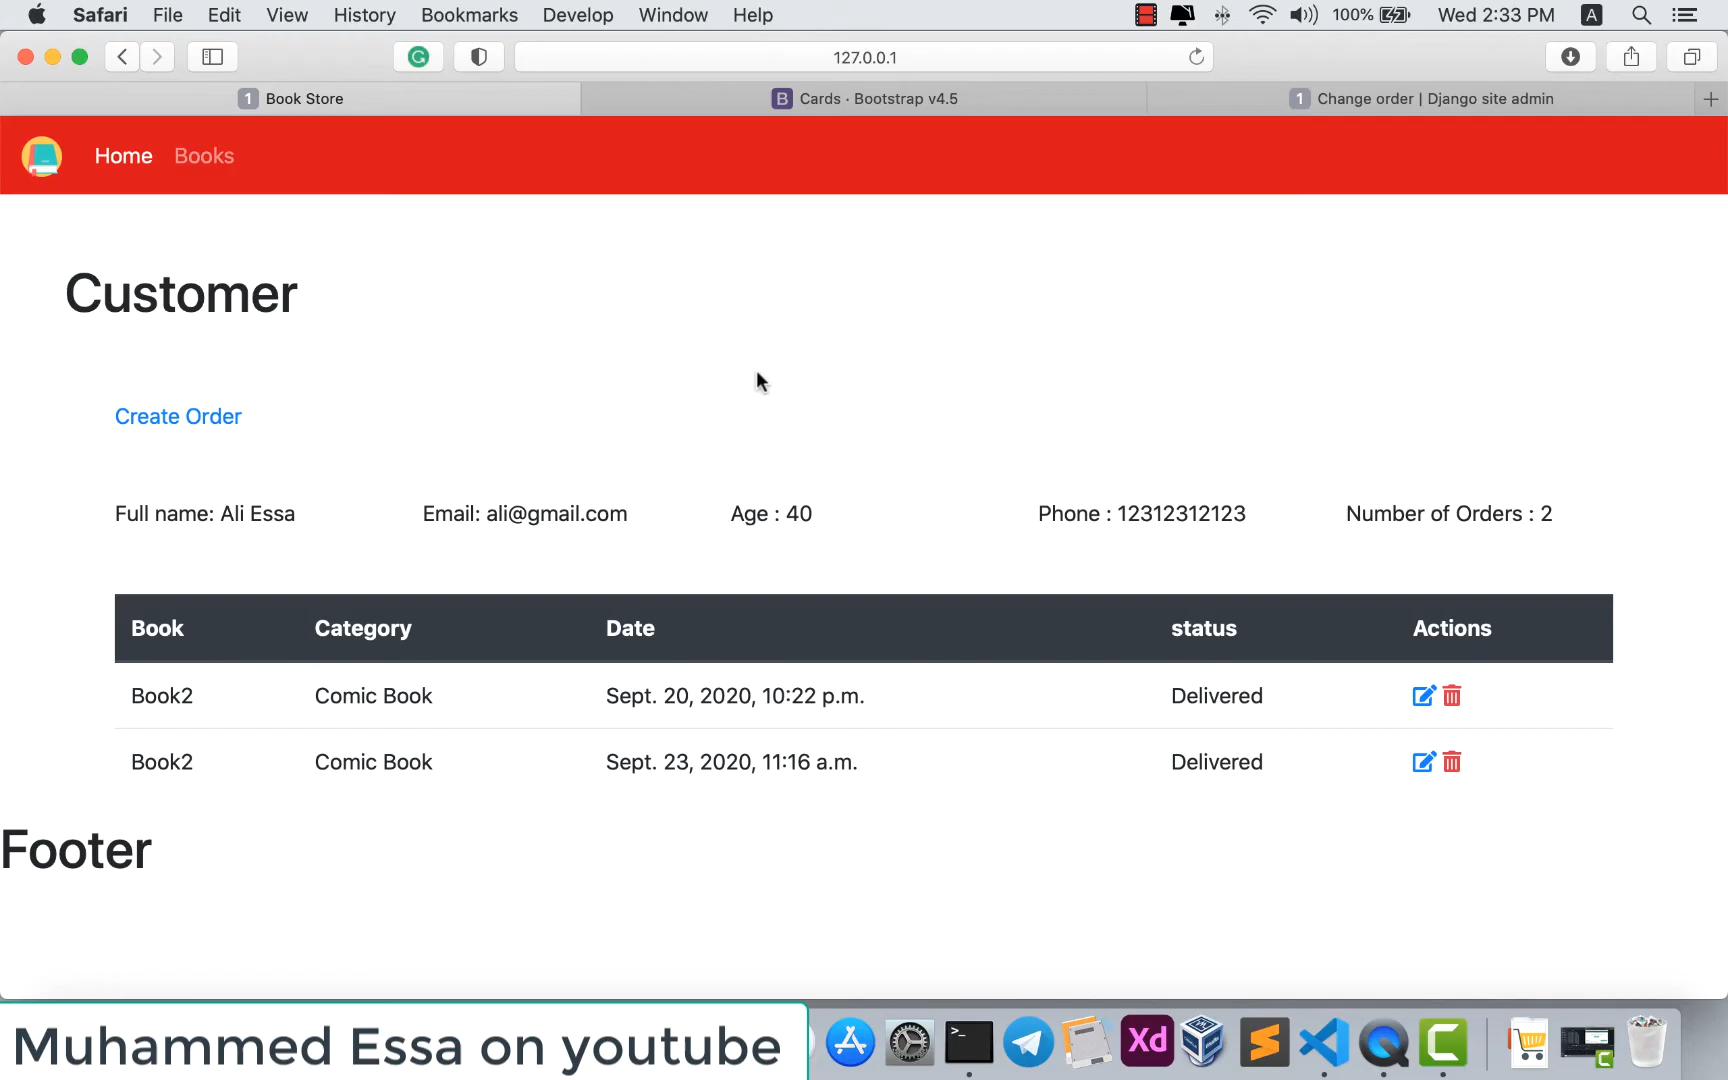 Safari File Edit View History Bookmarks Develop Window Help 100% Wed 2:33 PM A
127.0.0.1
1 Book Store B Cards · Bootstrap v4.5 1 Change order | Django site admin
Home Books
Customer
Create Order
Full name: Ali Essa Email: ali@gmail.com Age : 40 Phone : 12312312123 Number of Orders : 2
Book Category Date status Actions
Book2 Comic Book Sept. 20, 2020, 10:22 p.m. Delivered
Book2 Comic Book Sept. 23, 2020, 11:16 a.m. Delivered
Footer
Muhammed Essa on youtube
Xd